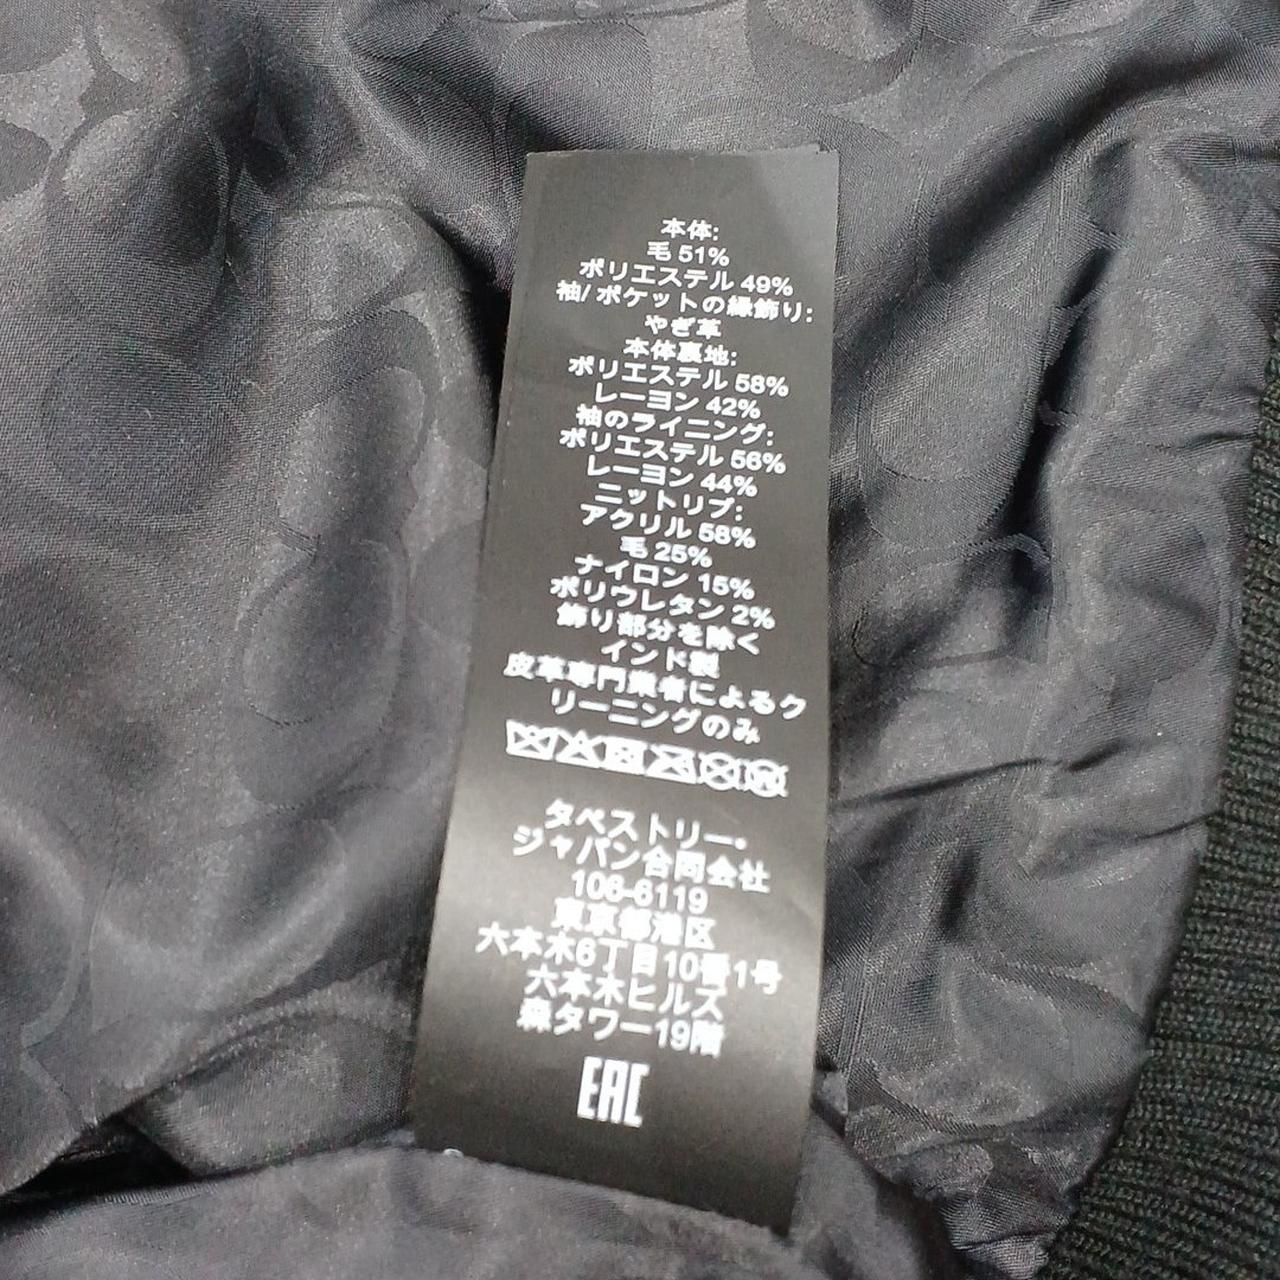 本体:
毛 51%
ポリエステル 49%
袖/ ポケットの縁飾り:
やぎ革
本体裏地:
ポリエステル 58%
レーヨン 42%
袖のライニング:
ポリエステル 56%
レーヨン 44%
ニットリブ:
アクリル 58%
毛 25%
ナイロン 15%
ポリウレタン 2%
飾り部分を除く
インド製
皮革専門業者によるク
リーニングのみ
タペストリー・
ジャパン合同会社
106-6119
東京都港区
六本木6丁目10番1号
六本木ヒルズ
森タワー19階
EAC